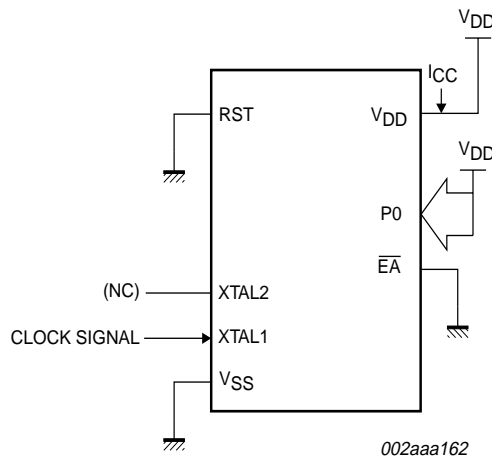 VDD
ICC
RST
VDD
VDD
P0
EA
(NC)
XTAL2
CLOCK SIGNAL
XTAL1
VSS
002aaa162